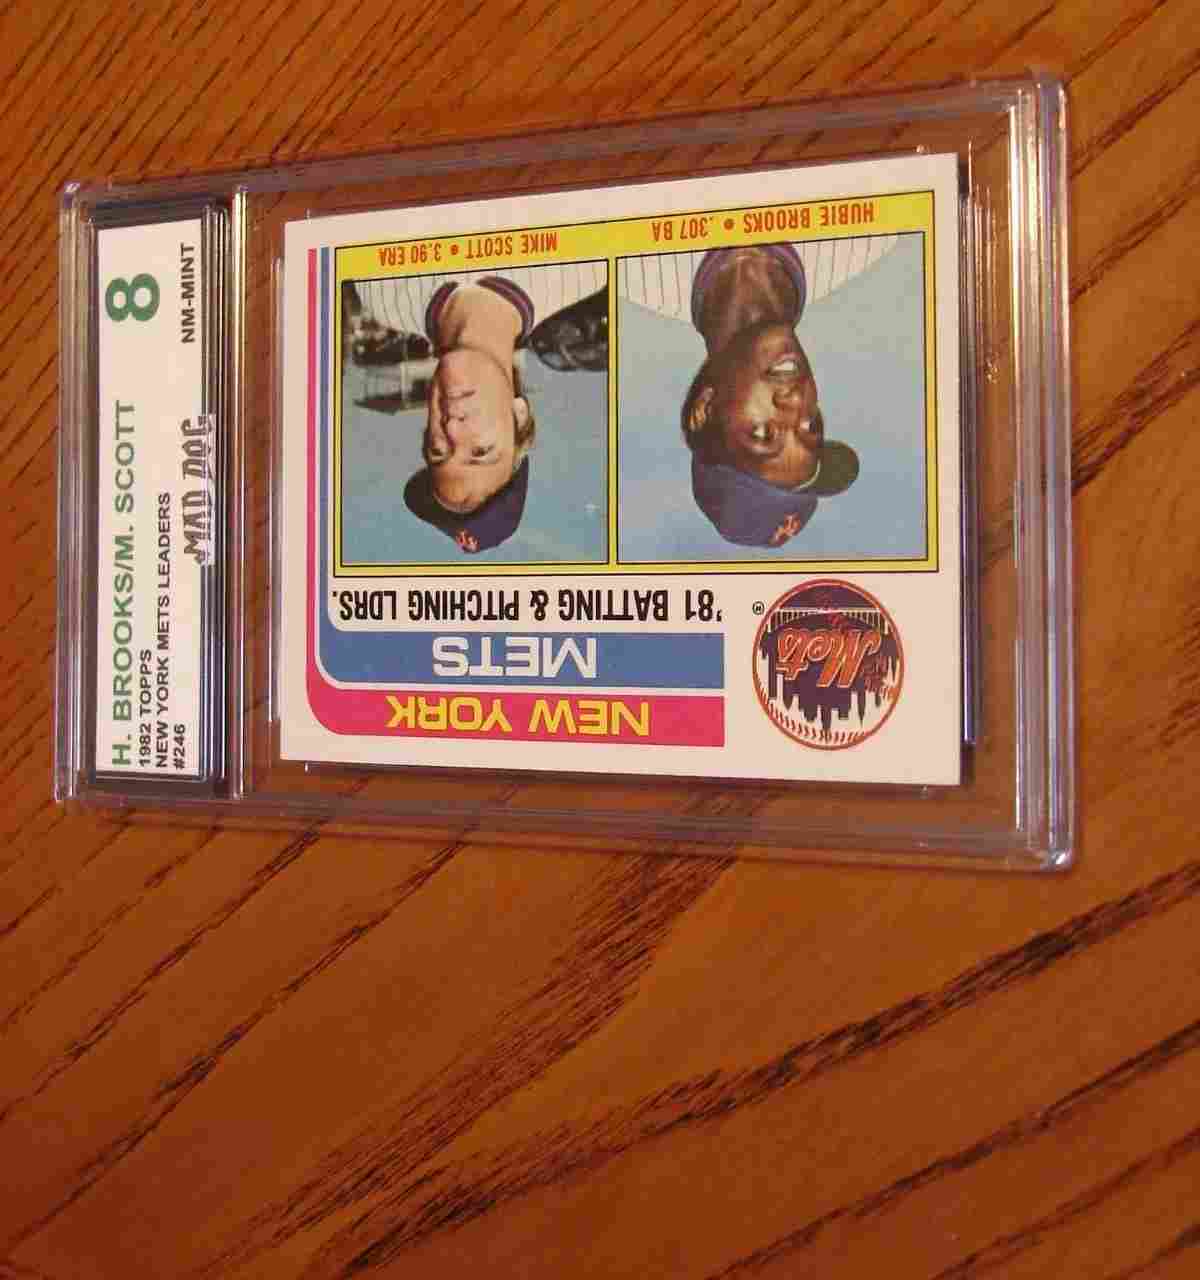 H. BROOKS/M. SCOTT 8
1982 TOPPS
NEW YORK METS LEADERS NM-MINT
#246
MAD DOG
NEW YORK
METS
'81 BATTING & PITCHING LDRS.
Mets
®
HUBIE BROOKS • .307 BA
MIKE SCOTT • 3.90 ERA